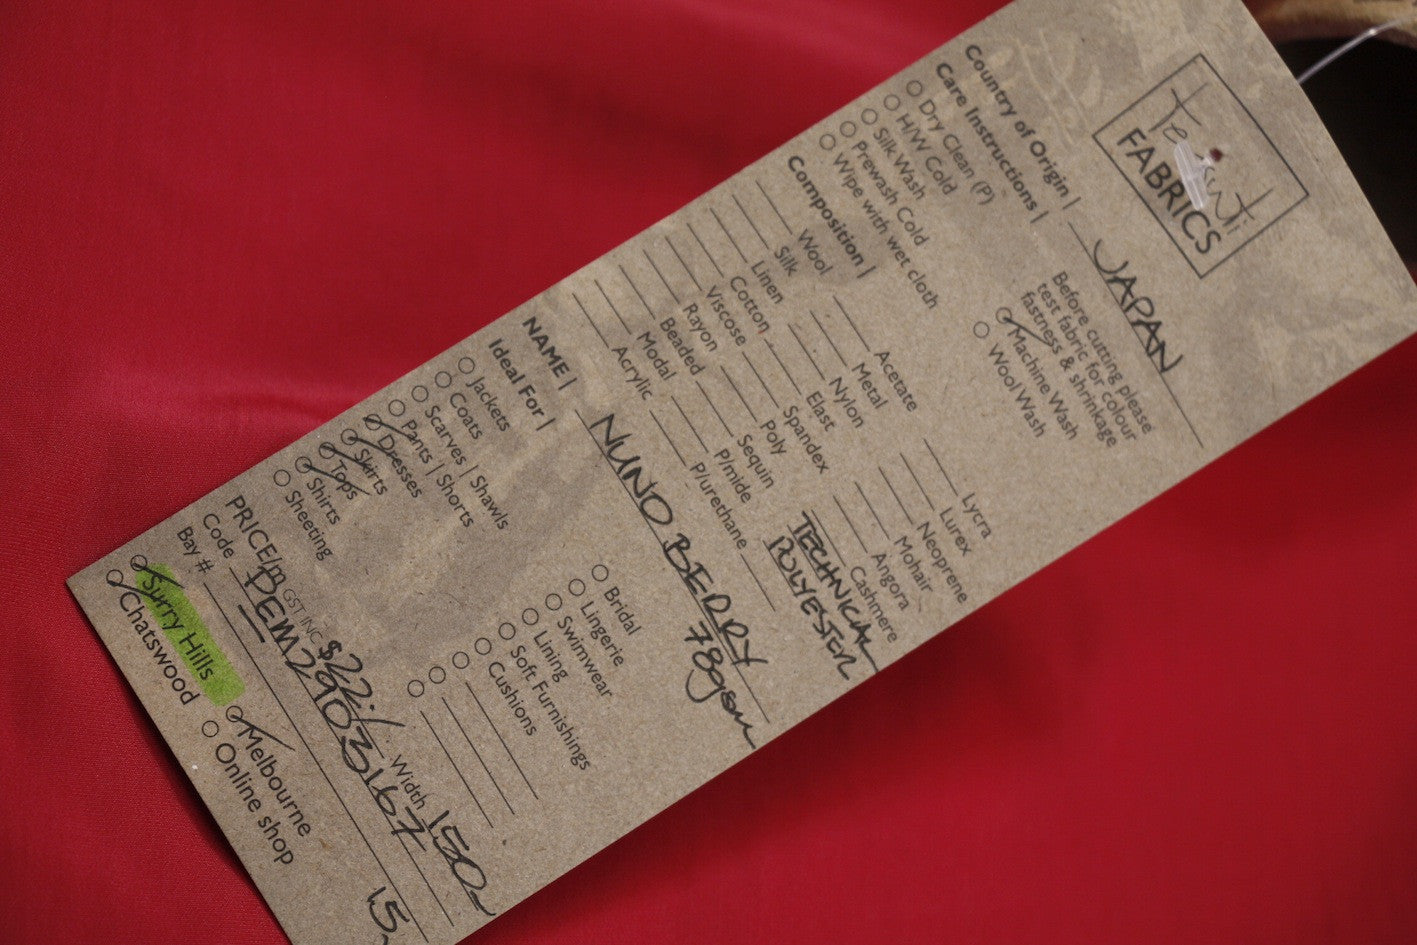 Tessuti
FABRICS
Country of Origin | JAPAN
Care Instructions |
Before cutting please
test fabric for colour
fastness & shrinkage
Dry Clean (P)
H/W Cold
Silk Wash
Prewash Cold
Wipe with wet cloth
Machine Wash
Wool Wash
Composition |
Wool
Silk
Linen
Cotton
Viscose
Rayon
Beaded
Modal
Acrylic
Acetate
Metal
Nylon
Elast
Spandex
Poly
Sequin
P/mide
P/urethane
Lycra
Lurex
Neoprene
Mohair
Angora
Cashmere
TECHNICAL
POLYESTER
NAME | NUNO BERRY
78gsm
Ideal For |
Jackets
Coats
Scarves | Shawls
Pants | Shorts
Dresses
Skirts
Tops
Shirts
Sheeting
Bridal
Lingerie
Swimwear
Lining
Soft Furnishings
Cushions
PRICE/m GST INC $22 Width 150
Code DEM2903167
Bay # 15
Surry Hills
Chatswood
Melbourne
Online shop